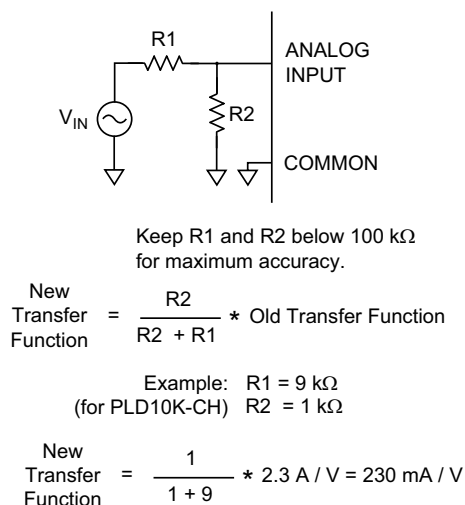 R1
ANALOG
INPUT
V_IN
R2
COMMON
Keep R1 and R2 below 100 kΩ
for maximum accuracy.
New
Transfer
Function
=
R2
R2 + R1
* Old Transfer Function
Example: R1 = 9 kΩ
(for PLD10K-CH) R2 = 1 kΩ
New
Transfer
Function
=
1
1 + 9
* 2.3 A / V = 230 mA / V